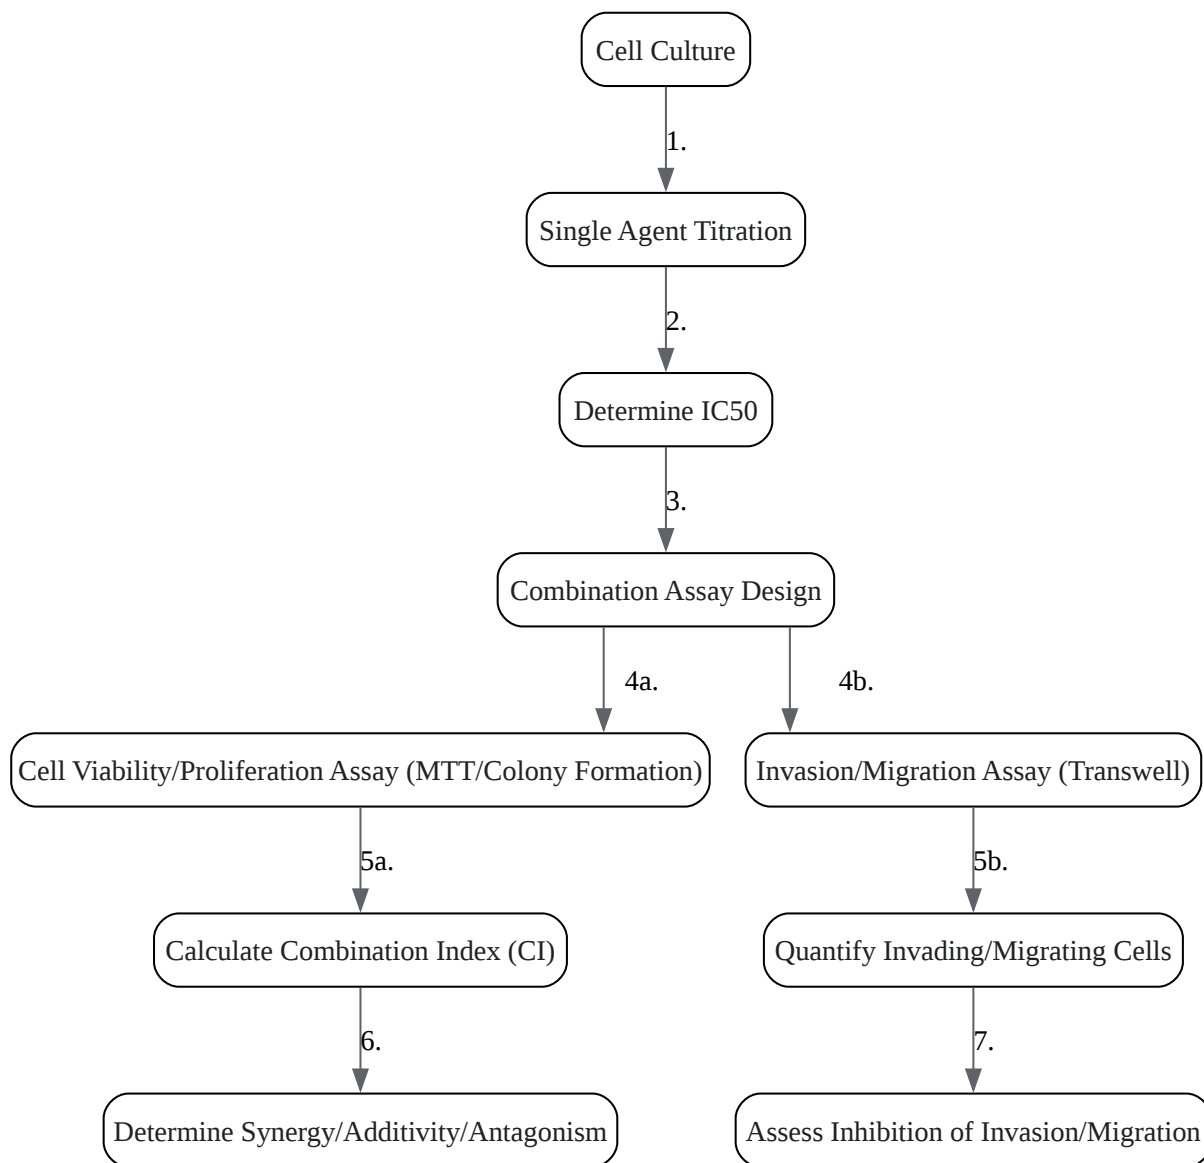 Cell Culture
1.
Single Agent Titration
2.
Determine IC50
3.
Combination Assay Design
4a.
4b.
Cell Viability/Proliferation Assay (MTT/Colony Formation)
Invasion/Migration Assay (Transwell)
5a.
5b.
Calculate Combination Index (CI)
Quantify Invading/Migrating Cells
6.
7.
Determine Synergy/Additivity/Antagonism
Assess Inhibition of Invasion/Migration